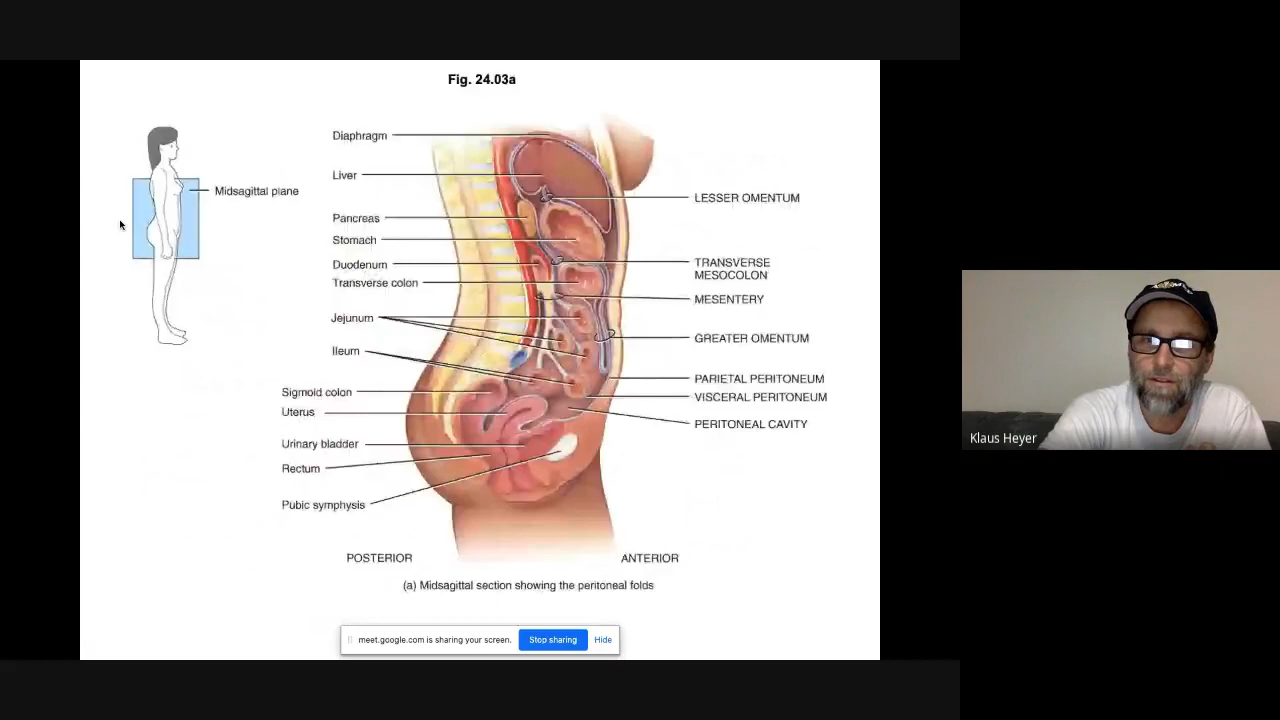 Fig. 24.03a
Midsagittal plane
Diaphragm
Liver
Pancreas
Stomach
Duodenum
Transverse colon
Jejunum
Ileum
Sigmoid colon
Uterus
Urinary bladder
Rectum
Pubic symphysis
LESSER OMENTUM
TRANSVERSE
MESOCOLON
MESENTERY
GREATER OMENTUM
PARIETAL PERITONEUM
VISCERAL PERITONEUM
PERITONEAL CAVITY
POSTERIOR
ANTERIOR
(a) Midsagittal section showing the peritoneal folds
meet.google.com is sharing your screen.
Stop sharing
Hide
Klaus Heyer